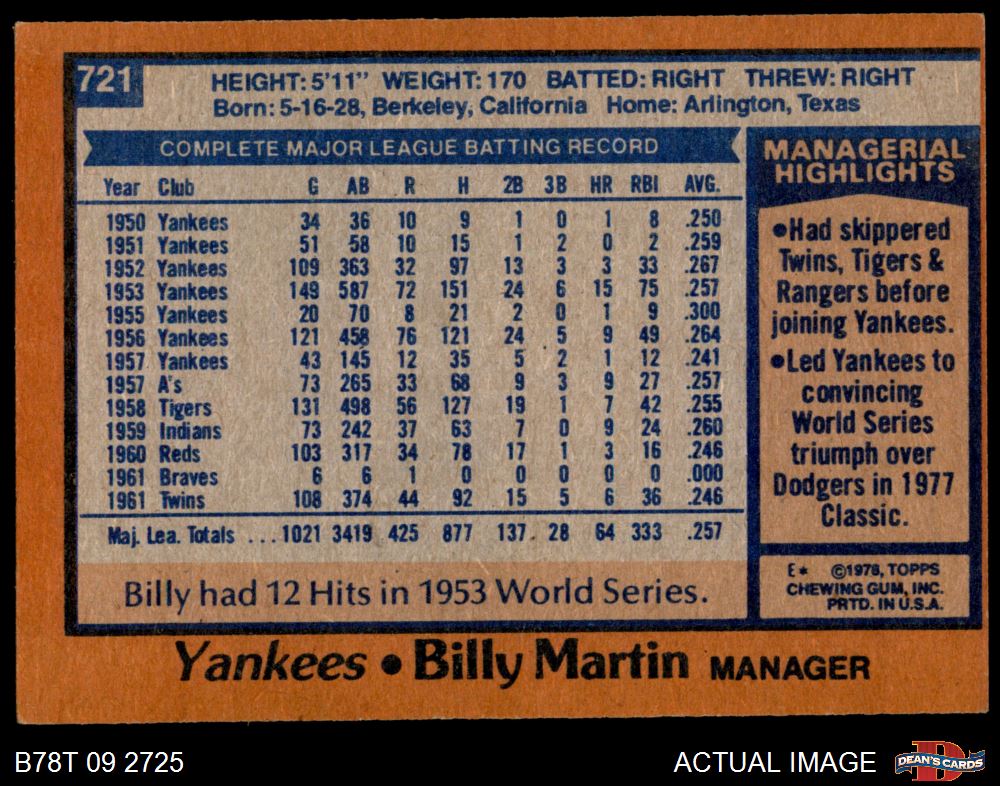 721
HEIGHT: 5'11" WEIGHT: 170 BATTED: RIGHT THREW: RIGHT
Born: 5-16-28, Berkeley, California Home: Arlington, Texas
COMPLETE MAJOR LEAGUE BATTING RECORD
Year Club G AB R H 2B 3B HR RBI AVG.
1950 Yankees 34 36 10 9 1 0 1 8 .250
1951 Yankees 51 58 10 15 1 2 0 2 .259
1952 Yankees 109 363 32 97 13 3 3 33 .267
1953 Yankees 149 587 72 151 24 6 15 75 .257
1955 Yankees 20 70 8 21 2 0 1 9 .300
1956 Yankees 121 458 76 121 24 5 9 49 .264
1957 Yankees 43 145 12 35 5 2 1 12 .241
1957 A's 73 265 33 68 9 3 9 27 .257
1958 Tigers 131 498 56 127 19 1 7 42 .255
1959 Indians 73 242 37 63 7 0 9 24 .260
1960 Reds 103 317 34 78 17 1 3 16 .246
1961 Braves 6 6 1 0 0 0 0 0 .000
1961 Twins 108 374 44 92 15 5 6 36 .246
Maj. Lea. Totals ... 1021 3419 425 877 137 28 64 333 .257
Billy had 12 Hits in 1953 World Series.
MANAGERIAL
HIGHLIGHTS
•Had skippered
Twins, Tigers &
Rangers before
joining Yankees.
•Led Yankees to
convincing
World Series
triumph over
Dodgers in 1977
Classic.
E* ©1978, TOPPS
CHEWING GUM, INC.
PRTD. IN U.S.A.
Yankees • Billy Martin MANAGER
B78T 09 2725
ACTUAL IMAGE
DEAN'S CARDS